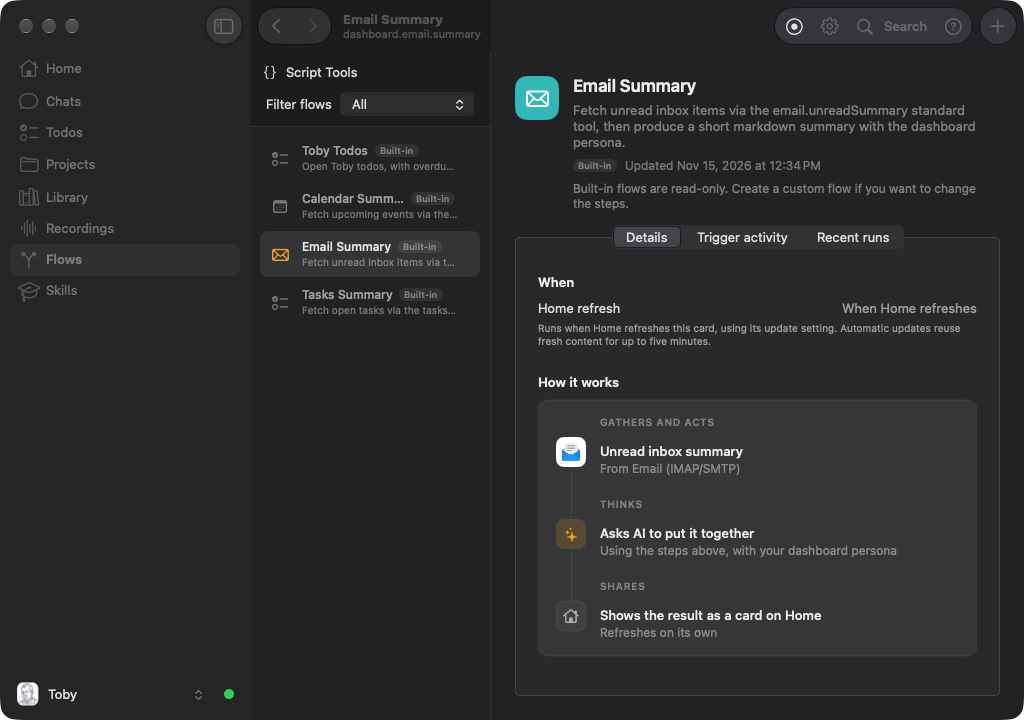 Email Summary
dashboard.email.summary
Search
Home
Chats
Todos
Projects
Library
Recordings
Flows
Skills
Toby
{} Script Tools
Filter flows All
Toby Todos Built-in
Open Toby todos, with overdu...
Calendar Summ... Built-in
Fetch upcoming events via the...
Email Summary Built-in
Fetch unread inbox items via t...
Tasks Summary Built-in
Fetch open tasks via the tasks...
Email Summary
Fetch unread inbox items via the email.unreadSummary standard
tool, then produce a short markdown summary with the dashboard
persona.
Built-in Updated Nov 15, 2026 at 12:34 PM
Built-in flows are read-only. Create a custom flow if you want to change
the steps.
Details Trigger activity Recent runs
When
Home refresh When Home refreshes
Runs when Home refreshes this card, using its update setting. Automatic updates reuse
fresh content for up to five minutes.
How it works
GATHERS AND ACTS
Unread inbox summary
From Email (IMAP/SMTP)
THINKS
Asks AI to put it together
Using the steps above, with your dashboard persona
SHARES
Shows the result as a card on Home
Refreshes on its own